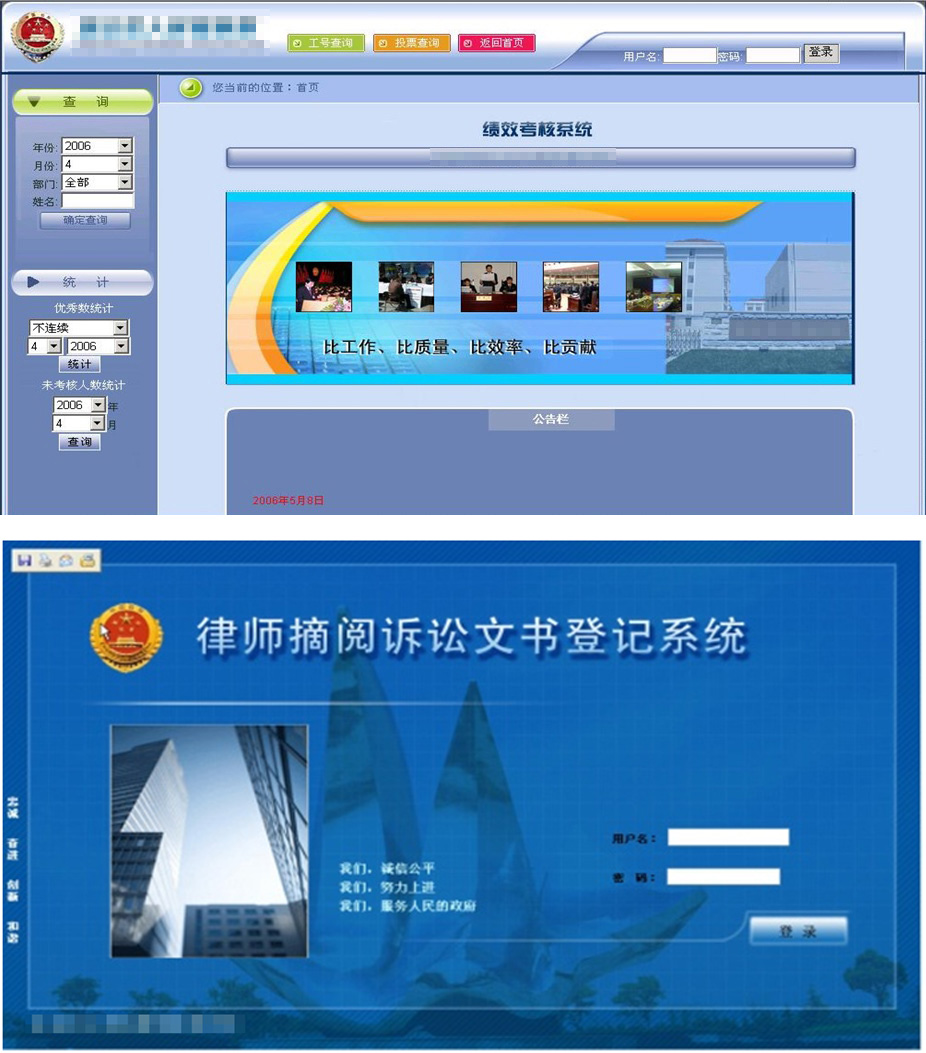 工号查询
投票查询
返回首页
用户名:
密码:
登录
查 询
您当前的位置：首页
绩效考核系统
年份: 2006
月份: 4
部门: 全部
姓名:
确定查询
统 计
优秀数统计
不连续
4 2006
统计
未考核人数统计
2006 年
4 月
查询
比工作、比质量、比效率、比贡献
公告栏
2006年5月8日
律师摘阅诉讼文书登记系统
忠诚
奋进
创新
和谐
用户名：
密 码：
我们，诚信公平
我们，努力上进
我们，服务人民的政府
登 录